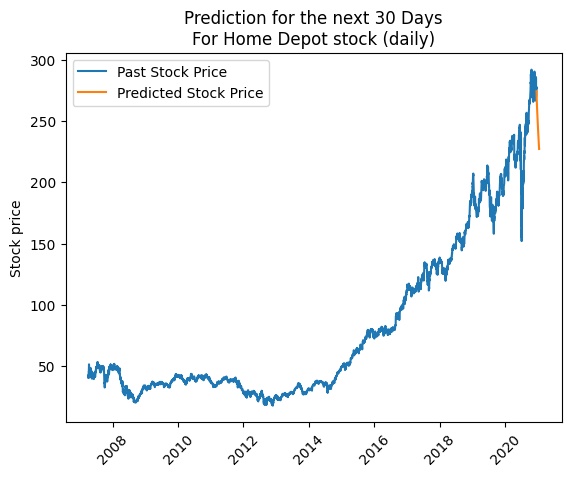 Prediction for the next 30 Days
For Home Depot stock (daily)
Past Stock Price
Predicted Stock Price
Stock price
300
250
200
150
100
50
2008
2010
2012
2014
2016
2018
2020